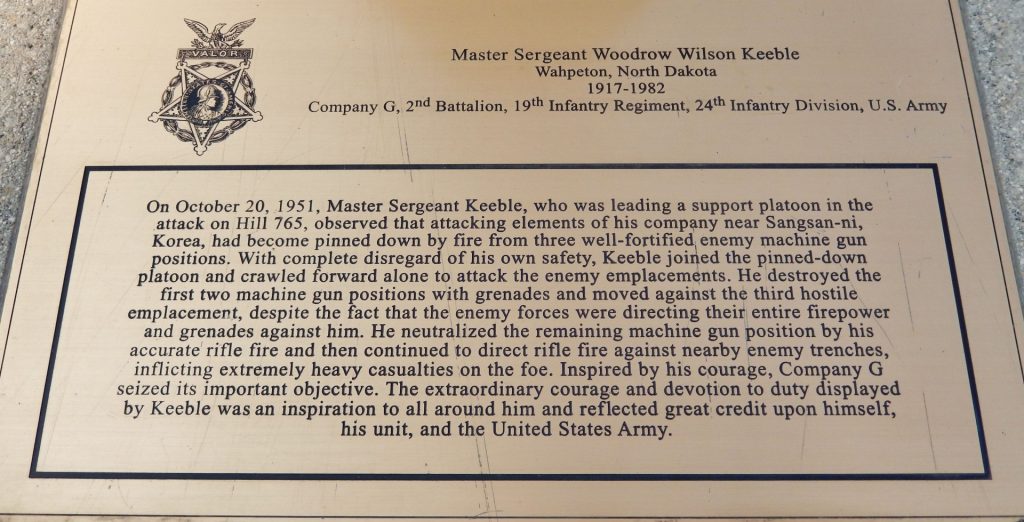 VALOR
Master Sergeant Woodrow Wilson Keeble
Wahpeton, North Dakota
1917-1982
Company G, 2nd Battalion, 19th Infantry Regiment, 24th Infantry Division, U.S. Army
On October 20, 1951, Master Sergeant Keeble, who was leading a support platoon in the
attack on Hill 765, observed that attacking elements of his company near Sangsan-ni,
Korea, had become pinned down by fire from three well-fortified enemy machine gun
positions. With complete disregard of his own safety, Keeble joined the pinned-down
platoon and crawled forward alone to attack the enemy emplacements. He destroyed the
first two machine gun positions with grenades and moved against the third hostile
emplacement, despite the fact that the enemy forces were directing their entire firepower
and grenades against him. He neutralized the remaining machine gun position by his
accurate rifle fire and then continued to direct rifle fire against nearby enemy trenches,
inflicting extremely heavy casualties on the foe. Inspired by his courage, Company G
seized its important objective. The extraordinary courage and devotion to duty displayed
by Keeble was an inspiration to all around him and reflected great credit upon himself,
his unit, and the United States Army.